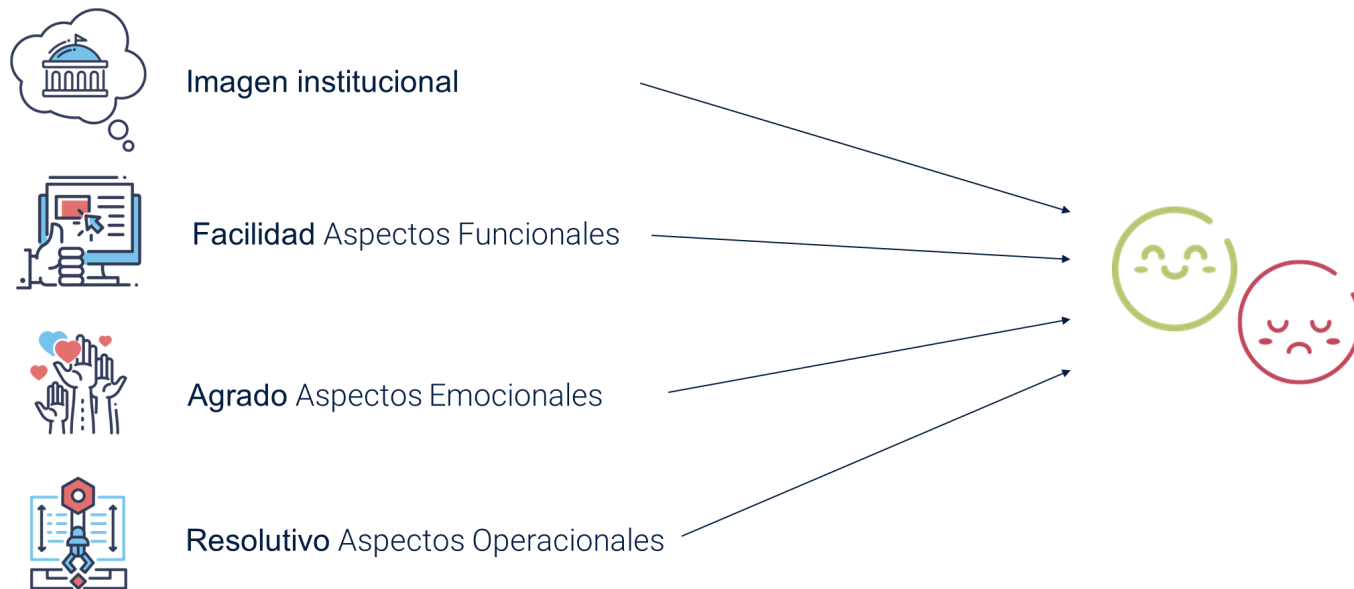 Imagen institucional
Facilidad Aspectos Funcionales
Agrado Aspectos Emocionales
Resolutivo Aspectos Operacionales